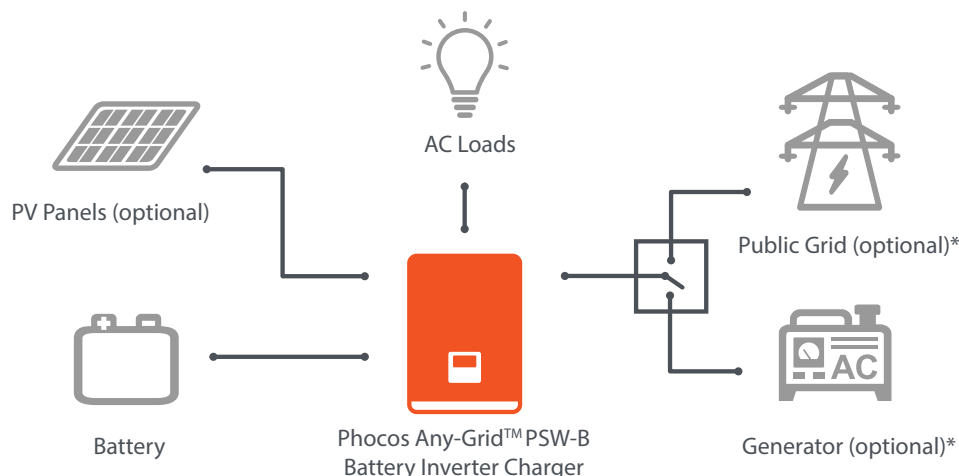 AC Loads
PV Panels (optional)
Public Grid (optional)*
AC
Battery
Phocos Any-Grid™ PSW-B
Battery Inverter Charger
Generator (optional)*